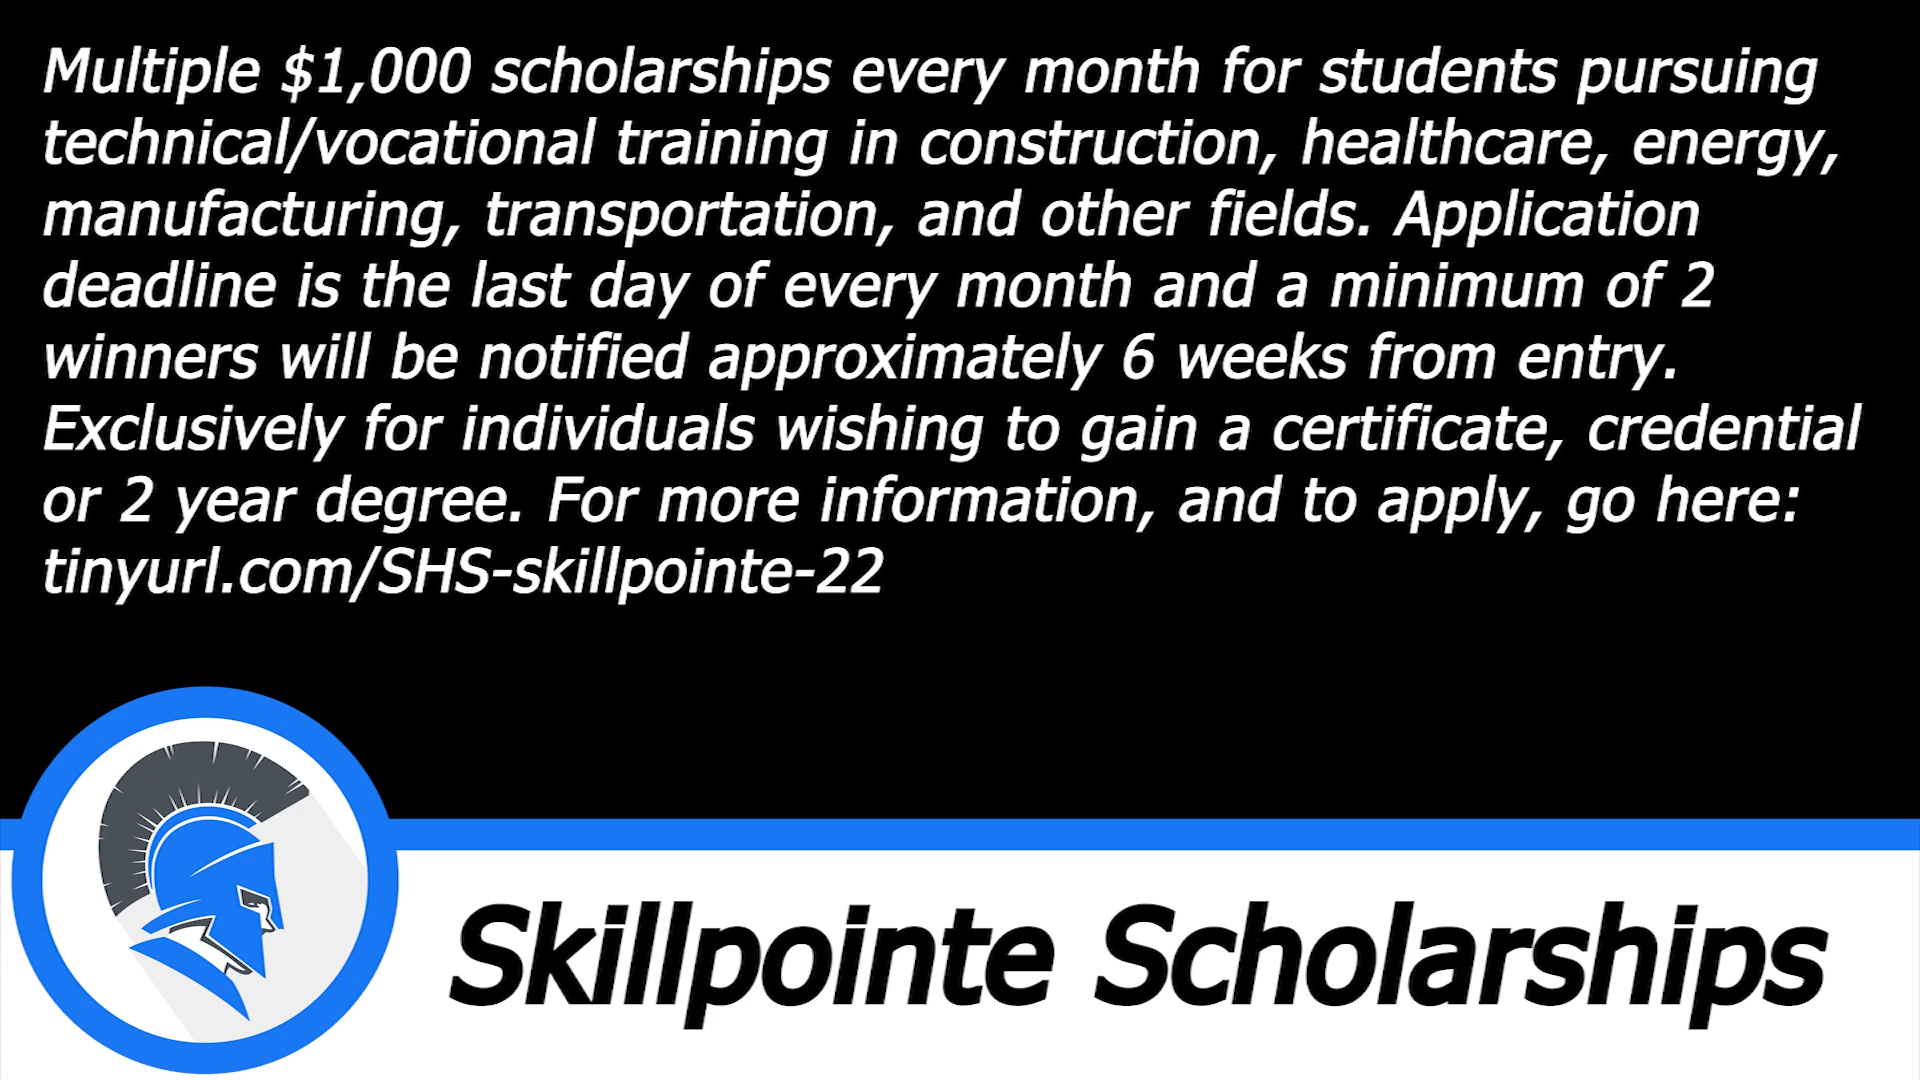 Multiple $1,000 scholarships every month for students pursuing
technical/vocational training in construction, healthcare, energy,
manufacturing, transportation, and other fields. Application
deadline is the last day of every month and a minimum of 2
winners will be notified approximately 6 weeks from entry.
Exclusively for individuals wishing to gain a certificate, credential
or 2 year degree. For more information, and to apply, go here:
tinyurl.com/SHS-skillpointe-22
Skillpointe Scholarships